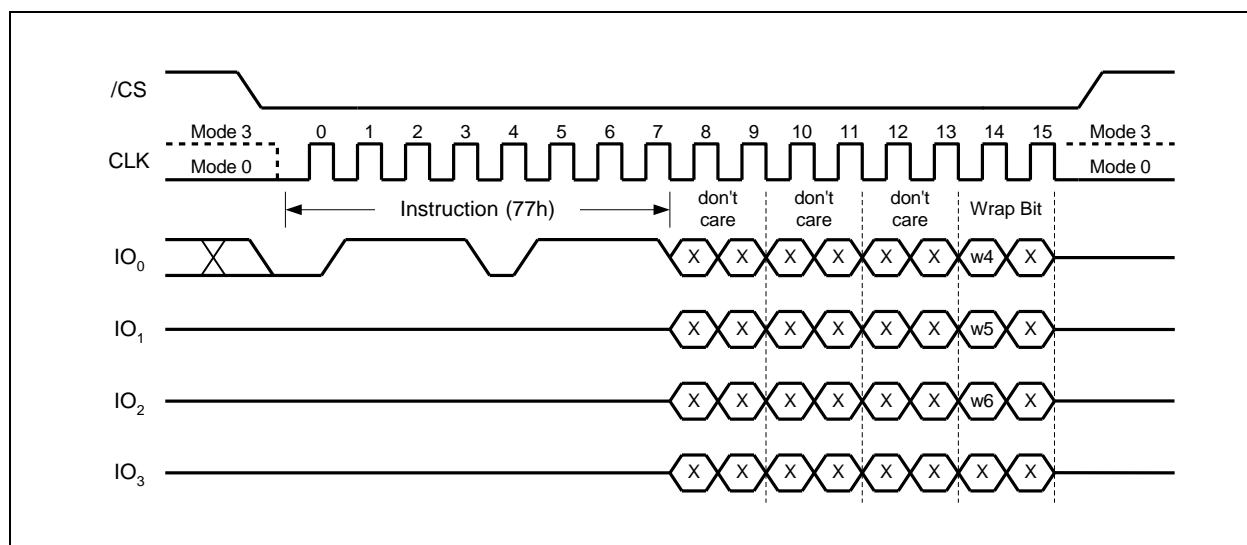 /CS
Mode 3 0 1 2 3 4 5 6 7 8 9 10 11 12 13 14 15 Mode 3
CLK Mode 0 Mode 0
Instruction (77h) don't care don't care don't care Wrap Bit
IO0 X X X X X X w4 X
IO1 X X X X X X w5 X
IO2 X X X X X X w6 X
IO3 X X X X X X X X